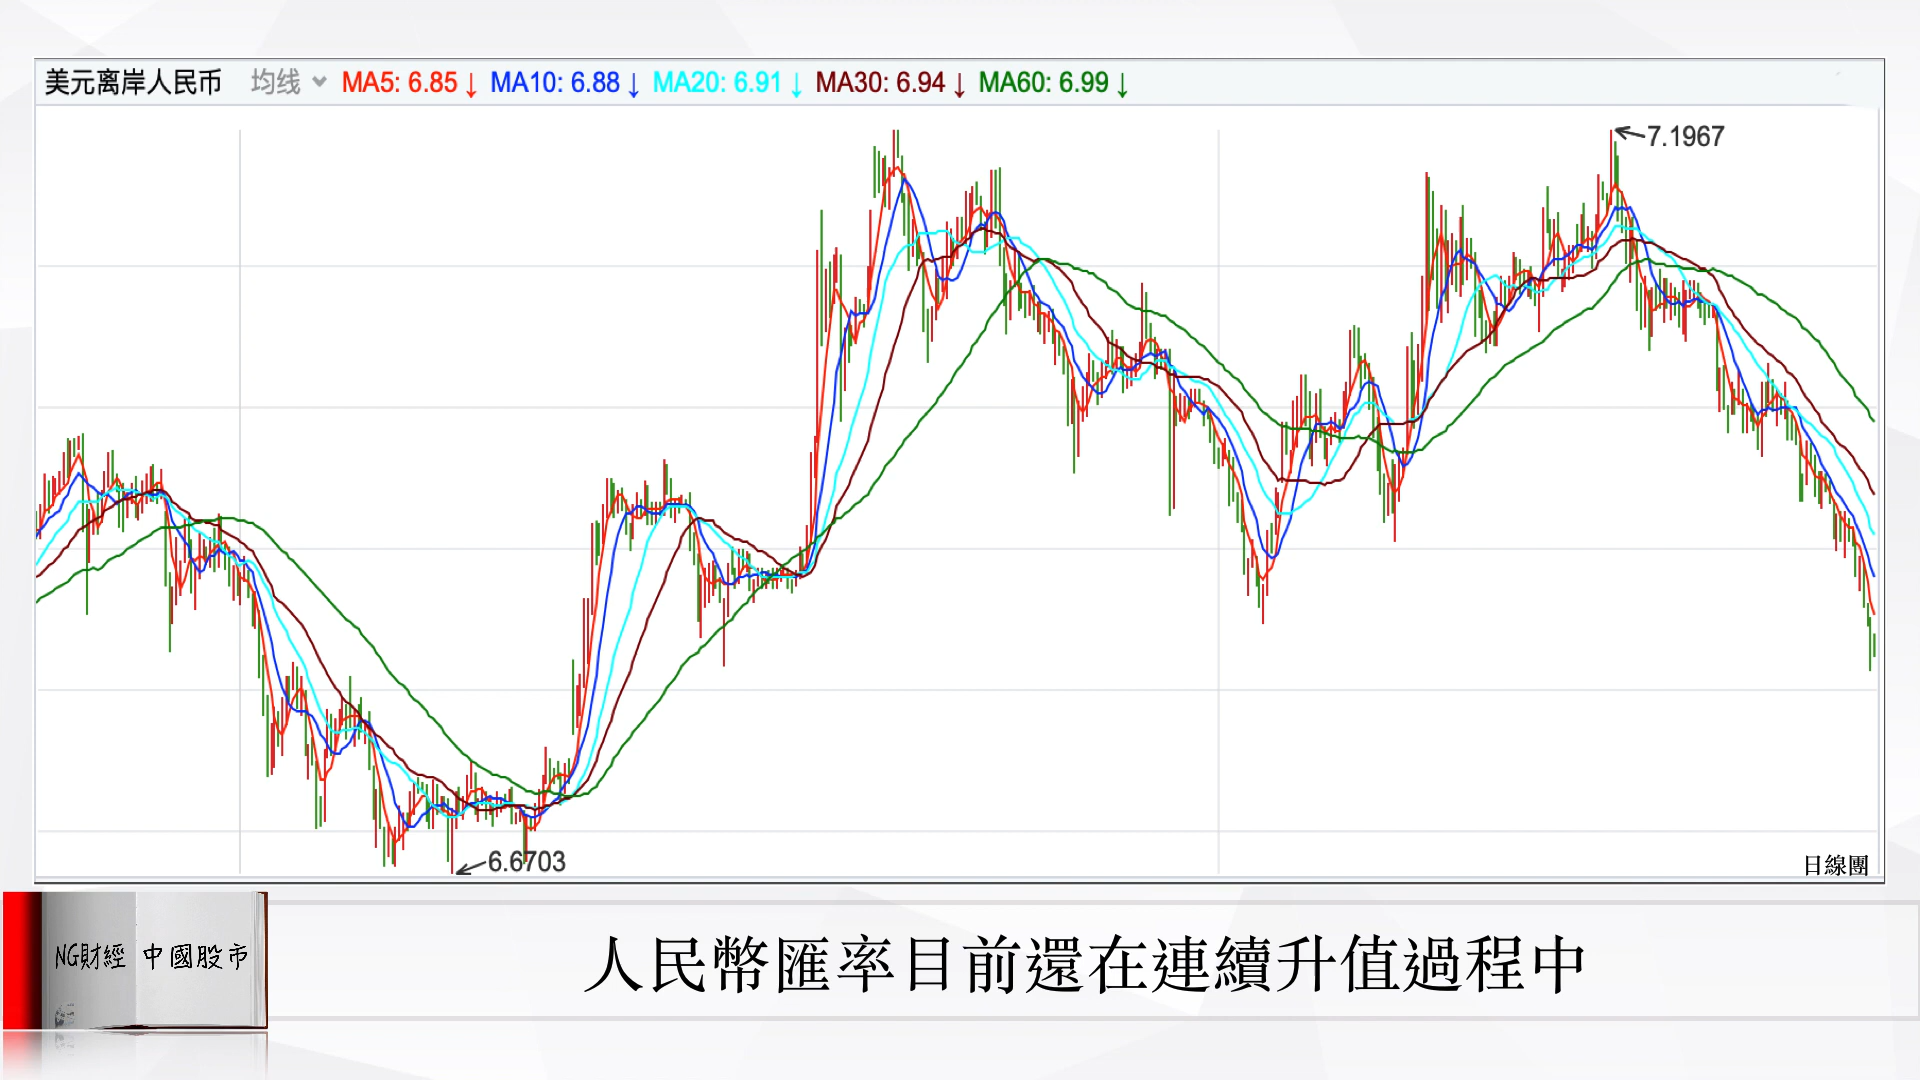 美元离岸人民币 均线 MA5: 6.85↓ MA10: 6.88↓ MA20: 6.91↓ MA30: 6.94↓ MA60: 6.99↓
7.1967
6.6703
日線團
NG財經 中國股市
人民幣匯率目前還在連續升值過程中